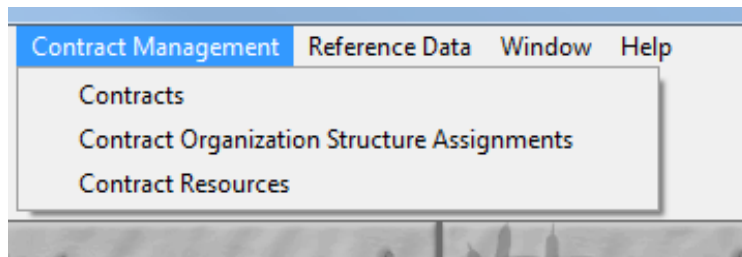 Contract Management Reference Data Window Help
Contracts
Contract Organization Structure Assignments
Contract Resources